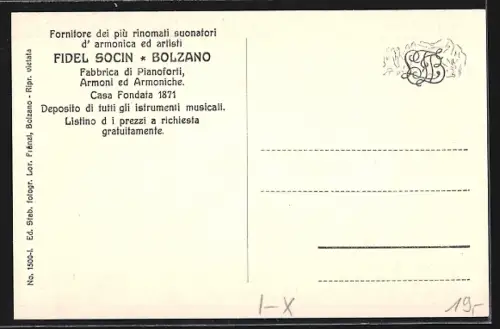 Fornitore dei più rinomati suonatori
d' armonica ed artisti
FIDEL SOCIN * BOLZANO
Fabbrica di Pianoforti,
Armoni ed Armoniche.
Casa Fondata 1871
Deposito di tutti gli istrumenti musicali.
Listino d i prezzi a richiesta
gratuitamente.
No. 1500-I. Ed. Stab. fotogr. Lor. Fränzl, Bolzano - Ripr. vietata
I-X
19,-